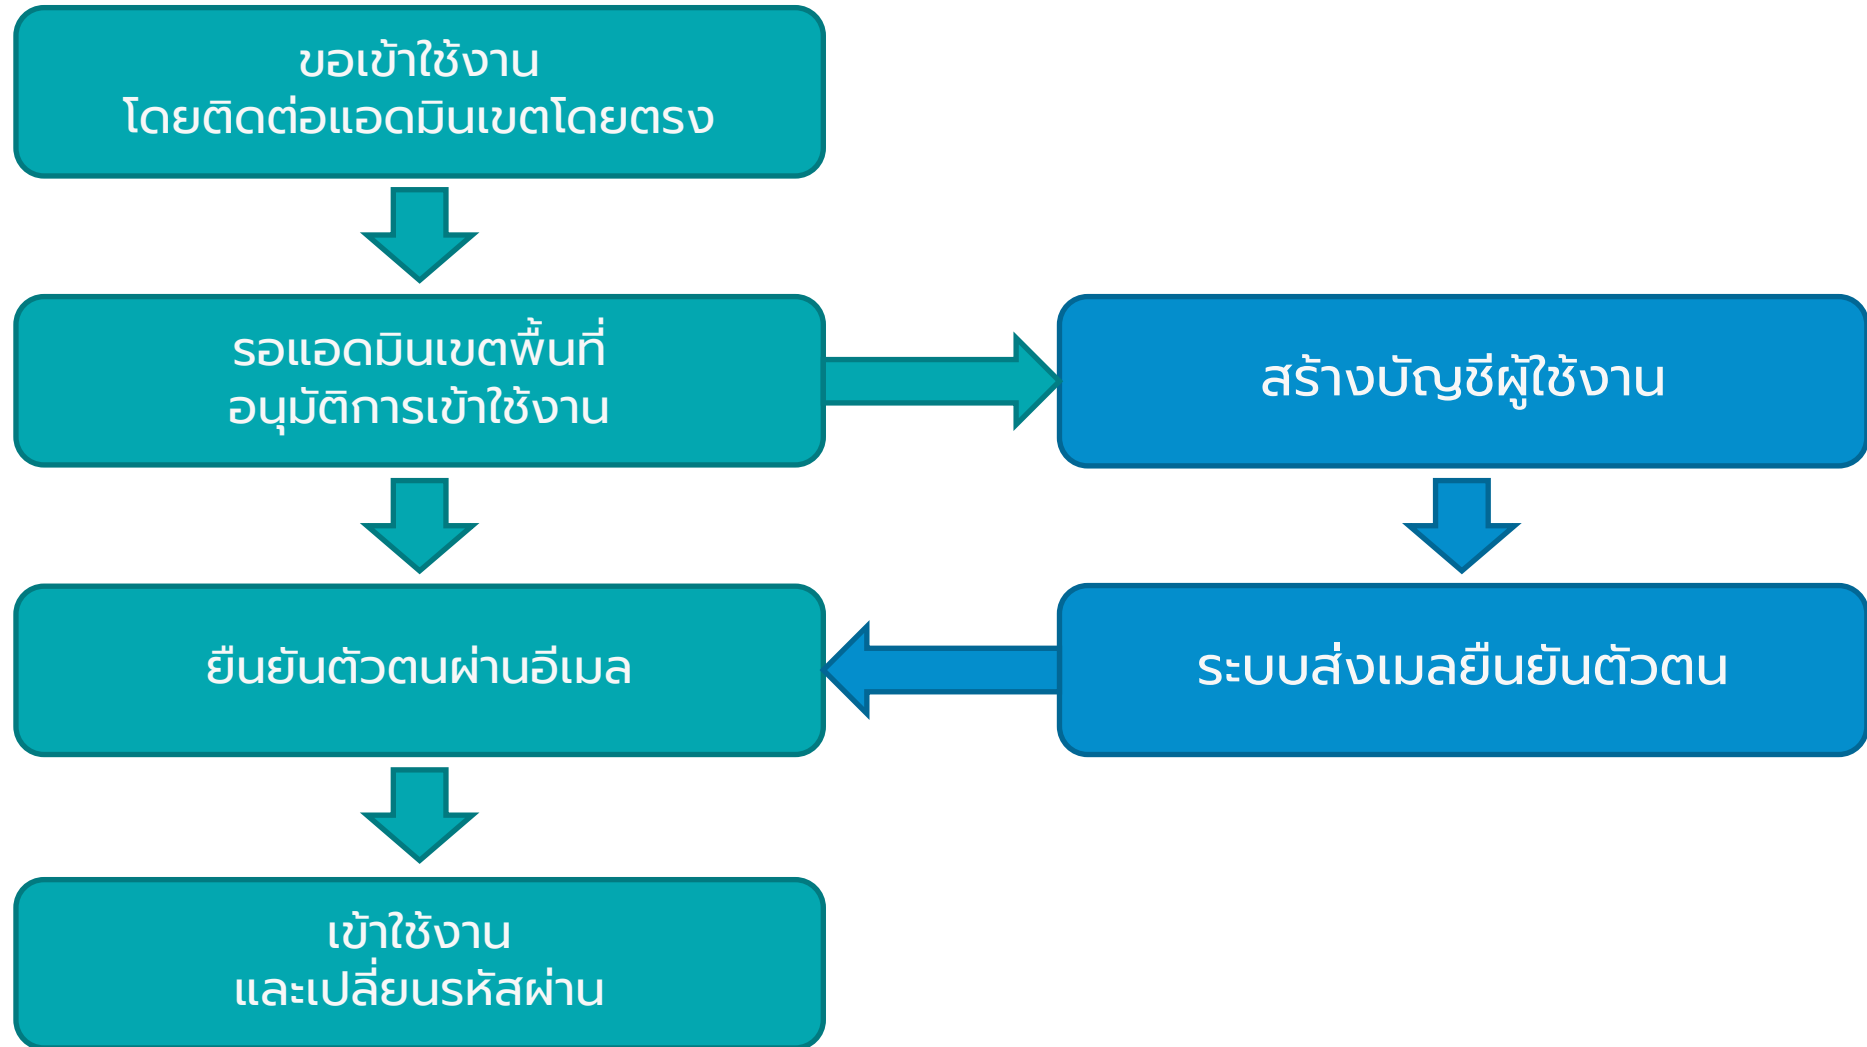 ขอเข้าใช้งาน
โดยติดต่อแอดมินเขตโดยตรง
รอแอดมินเขตพื้นที่
อนุมัติการเข้าใช้งาน
สร้างบัญชีผู้ใช้งาน
ยืนยันตัวตนผ่านอีเมล
ระบบส่งเมลยืนยันตัวตน
เข้าใช้งาน
และเปลี่ยนรหัสผ่าน